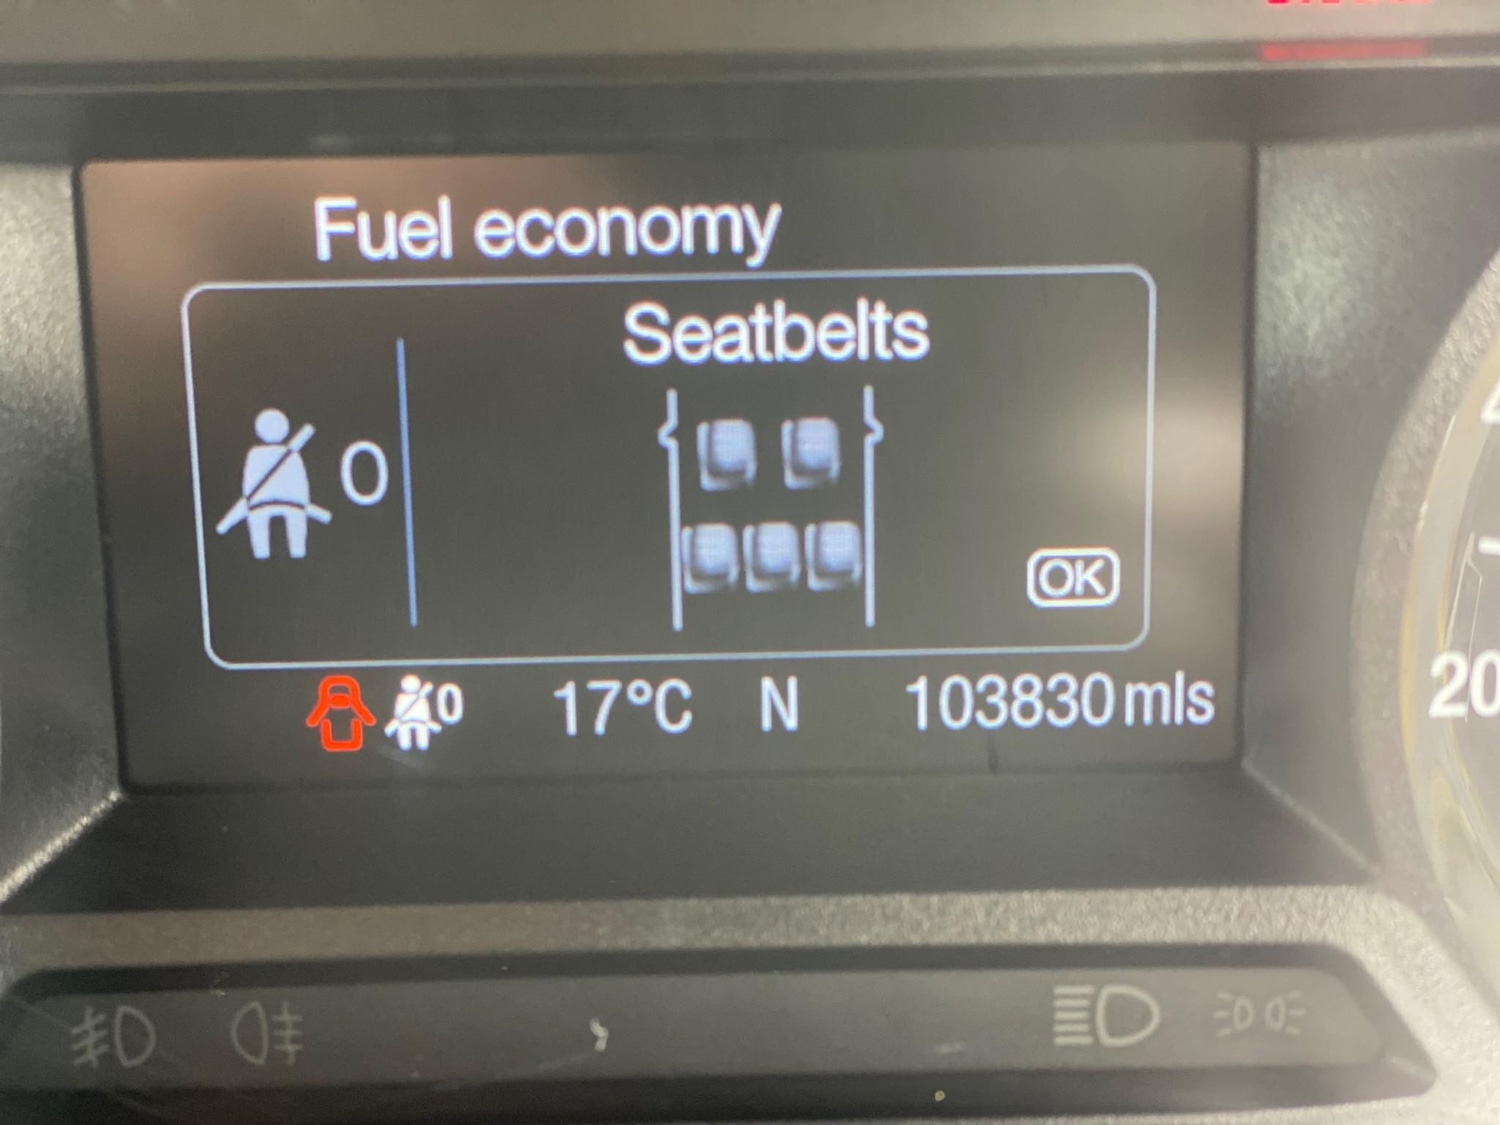 Fuel economy
Seatbelts
0
OK
0 17°C N 103830 mls
20